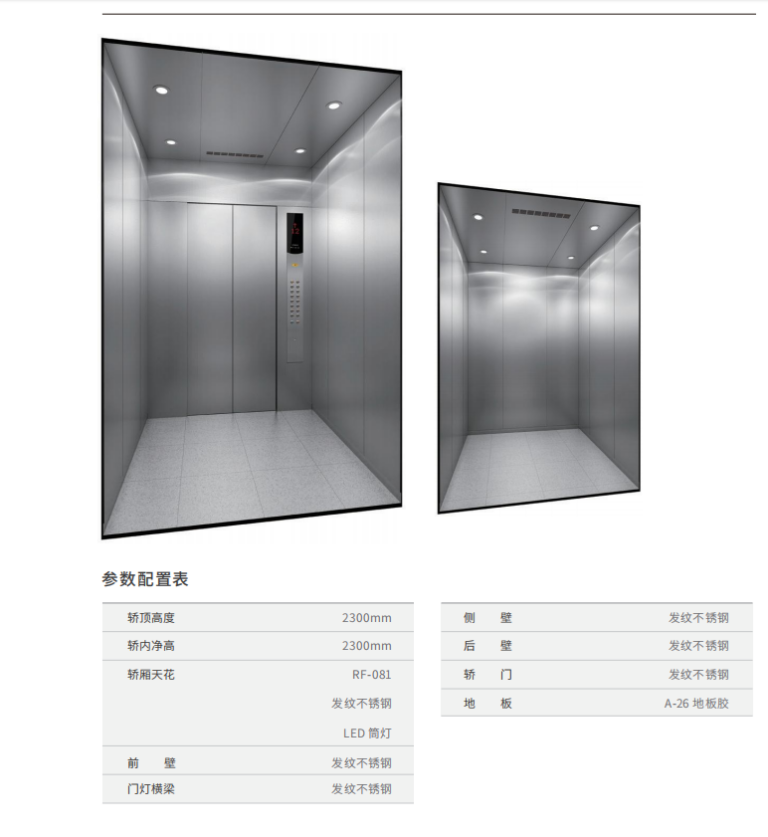 参数配置表
轿顶高度 2300mm
轿内净高 2300mm
轿厢天花 RF-081
发纹不锈钢
LED 筒灯
前 壁 发纹不锈钢
门灯横梁 发纹不锈钢
侧 壁 发纹不锈钢
后 壁 发纹不锈钢
轿 门 发纹不锈钢
地 板 A-26 地板胶